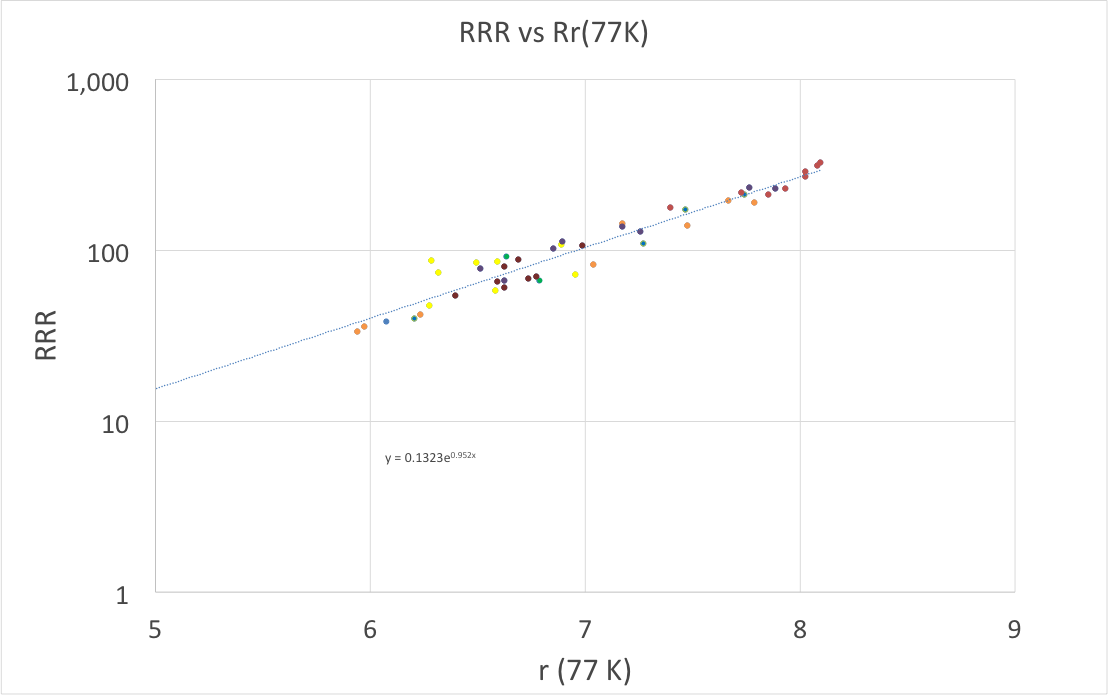 RRR vs Rr(77K)
1,000
100
10
1
RRR
y = 0.1323e^0.952x
5 6 7 8 9
r (77 K)